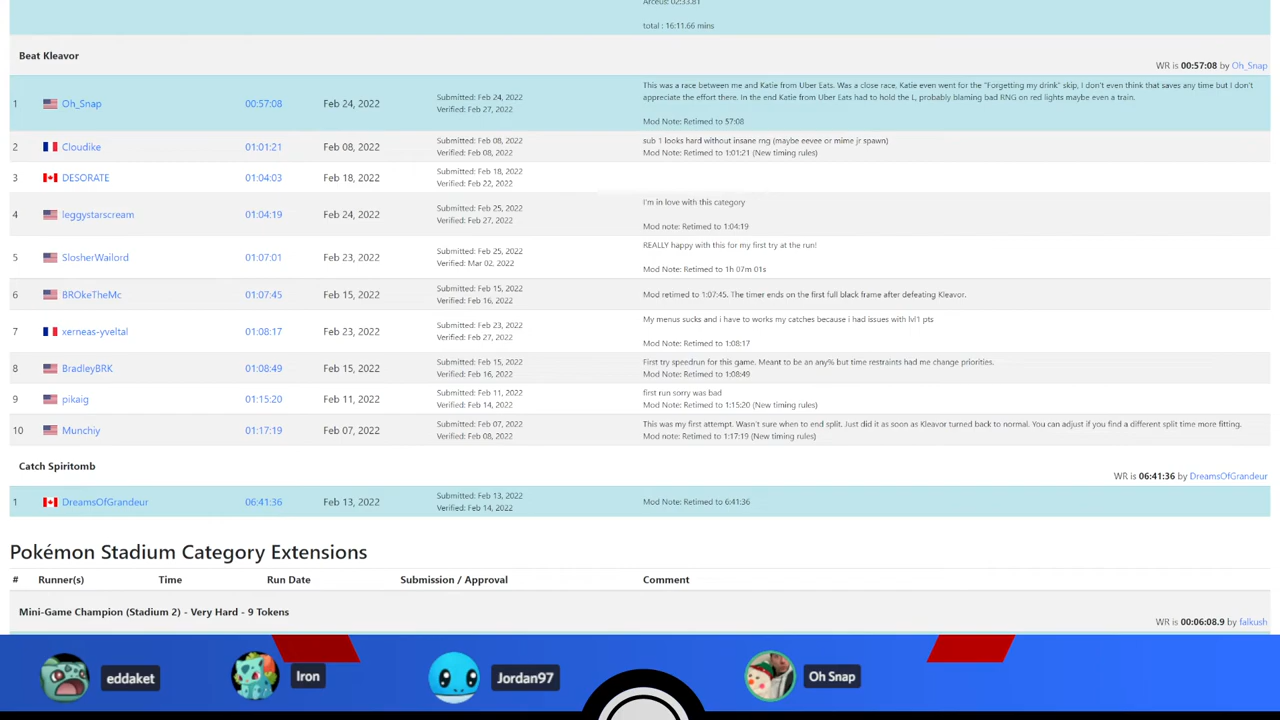 Arceus: 02:33.81
total : 16:11.66 mins
Beat Kleavor
WR is 00:57:08 by Oh_Snap
1 Oh_Snap 00:57:08 Feb 24, 2022 Submitted: Feb 24, 2022 This was a race between me and Katie from Uber Eats. Was a close race, Katie even went for the "Forgetting my drink" skip, I don't even think that saves any time but I don't
Verified: Feb 27, 2022 appreciate the effort there. In the end Katie from Uber Eats had to hold the L, probably blaming bad RNG on red lights maybe even a train.
Mod Note: Retimed to 57:08
2 Cloudike 01:01:21 Feb 08, 2022 Submitted: Feb 08, 2022 sub 1 looks hard without insane rng (maybe eevee or mime jr spawn)
Verified: Feb 08, 2022 Mod Note: Retimed to 1:01:21 (New timing rules)
3 DESORATE 01:04:03 Feb 18, 2022 Submitted: Feb 18, 2022
Verified: Feb 22, 2022
4 leggystarscream 01:04:19 Feb 24, 2022 Submitted: Feb 25, 2022 I'm in love with this category
Verified: Feb 27, 2022
Mod note: Retimed to 1:04:19
5 SlosherWailord 01:07:01 Feb 23, 2022 Submitted: Feb 25, 2022 REALLY happy with this for my first try at the run!
Verified: Mar 02, 2022
Mod Note: Retimed to 1h 07m 01s
6 BROkeTheMc 01:07:45 Feb 15, 2022 Submitted: Feb 15, 2022 Mod retimed to 1:07:45. The timer ends on the first full black frame after defeating Kleavor.
Verified: Feb 16, 2022
7 xerneas-yveltal 01:08:17 Feb 23, 2022 Submitted: Feb 23, 2022 My menus sucks and i have to works my catches because i had issues with lvl1 pts
Verified: Feb 27, 2022
Mod Note: Retimed to 1:08:17
8 BradleyBRK 01:08:49 Feb 15, 2022 Submitted: Feb 15, 2022 First try speedrun for this game. Meant to be an any% but time restraints had me change priorities.
Verified: Feb 16, 2022 Mod Note: Retimed to 1:08:49
9 pikaig 01:15:20 Feb 11, 2022 Submitted: Feb 11, 2022 first run sorry was bad
Verified: Feb 14, 2022 Mod Note: Retimed to 1:15:20 (New timing rules)
10 Munchiy 01:17:19 Feb 07, 2022 Submitted: Feb 07, 2022 This was my first attempt. Wasn't sure when to end split. Just did it as soon as Kleavor turned back to normal. You can adjust if you find a different split time more fitting.
Verified: Feb 08, 2022 Mod note: Retimed to 1:17:19 (New timing rules)
Catch Spiritomb
WR is 06:41:36 by DreamsOfGrandeur
1 DreamsOfGrandeur 06:41:36 Feb 13, 2022 Submitted: Feb 13, 2022 Mod Note: Retimed to 6:41:36
Verified: Feb 14, 2022
Pokémon Stadium Category Extensions
# Runner(s) Time Run Date Submission / Approval Comment
Mini-Game Champion (Stadium 2) - Very Hard - 9 Tokens
WR is 00:06:08.9 by falkush
eddaket Iron Jordan97 Oh Snap